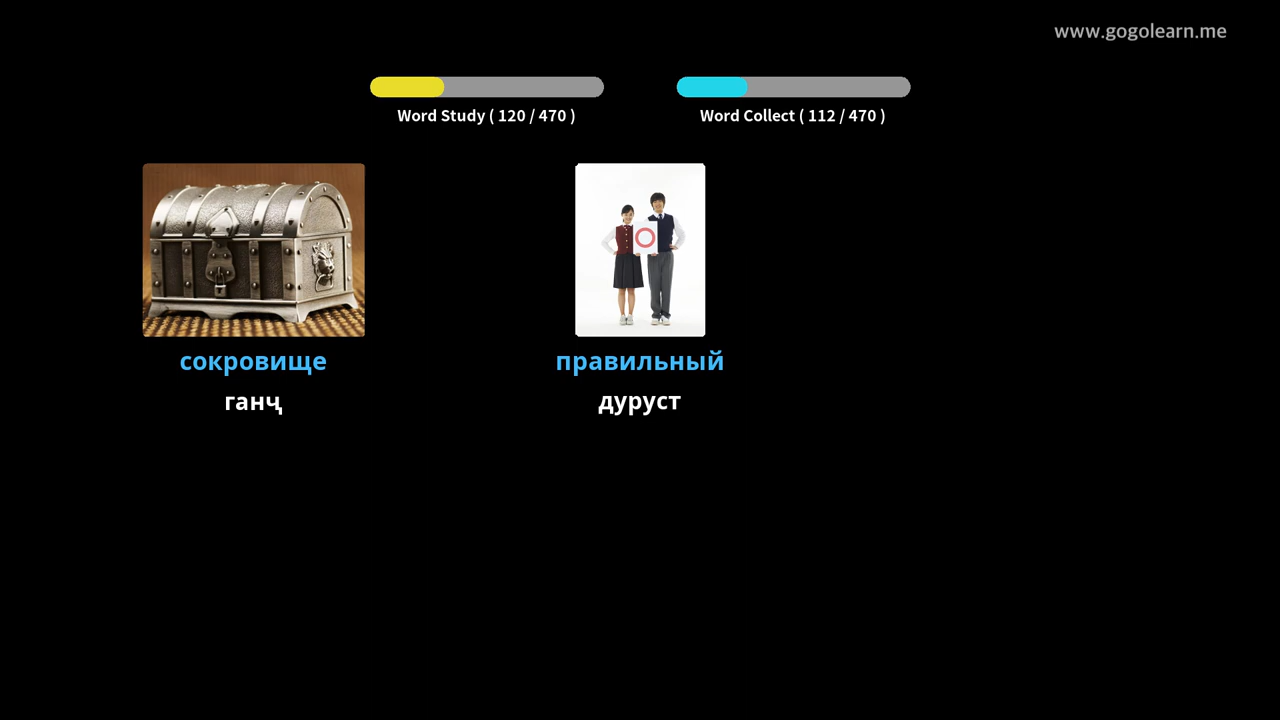 www.gogolearn.me
Word Study ( 120 / 470 )
Word Collect ( 112 / 470 )
сокровище
ганҷ
правильный
дуруст